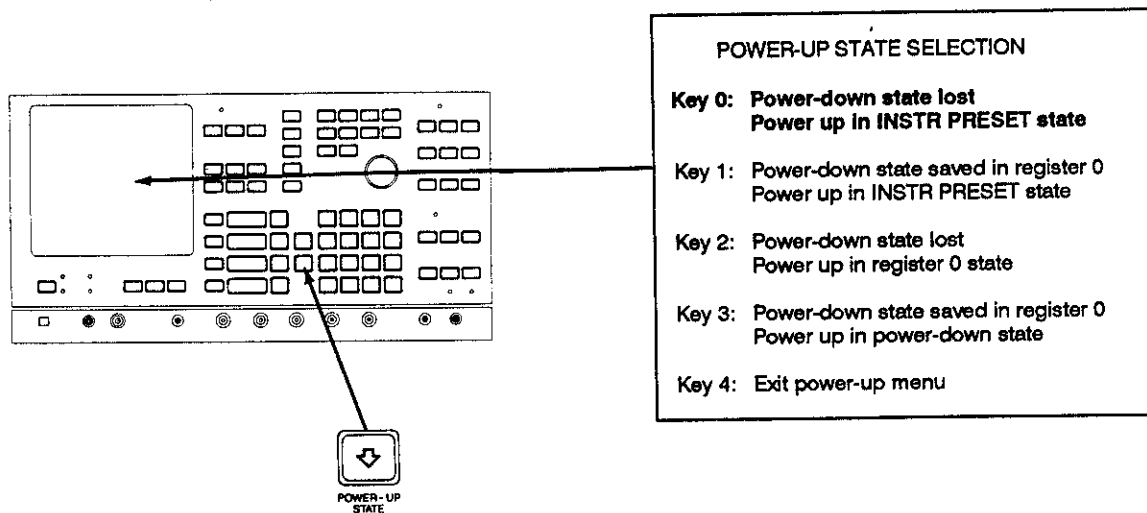 POWER-UP STATE SELECTION
Key 0: Power-down state lost
Power up in INSTR PRESET state
Key 1: Power-down state saved in register 0
Power up in INSTR PRESET state
Key 2: Power-down state lost
Power up in register 0 state
Key 3: Power-down state saved in register 0
Power up in power-down state
Key 4: Exit power-up menu
POWER-UP
STATE